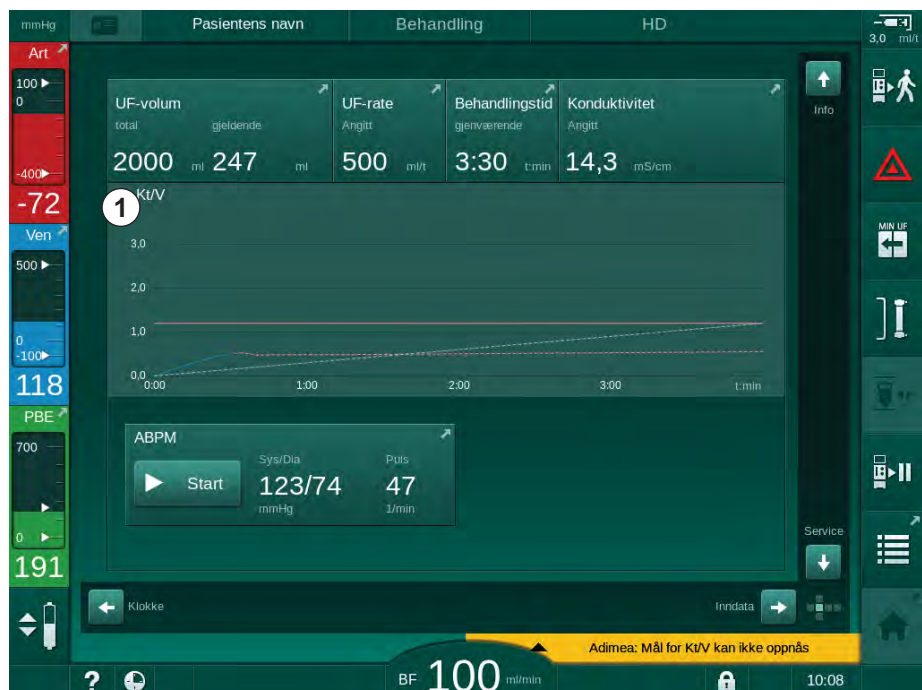 mmHg
Pasientens navn
Behandling
HD
3,0 ml/t
Art
100
0
-400
-72
Ven
500
0
-100
118
PBE
700
0
191
UF-volum
total gjeldende
2000 ml 247 ml
UF-rate
Angitt
500 ml/t
Behandlingstid
gjenværende
3:30 t:min
Konduktivitet
Angitt
14,3 mS/cm
1
Kt/V
3,0
2,0
1,0
0,0
0:00 1:00 2:00 3:00 t:min
ABPM
Start
Sys/Dia
123/74
mmHg
Puls
47
1/min
Info
Service
MIN UF
Klokke
Inndata
Adimea: Mål for Kt/V kan ikke oppnås
?
BF 100 ml/min
10:08